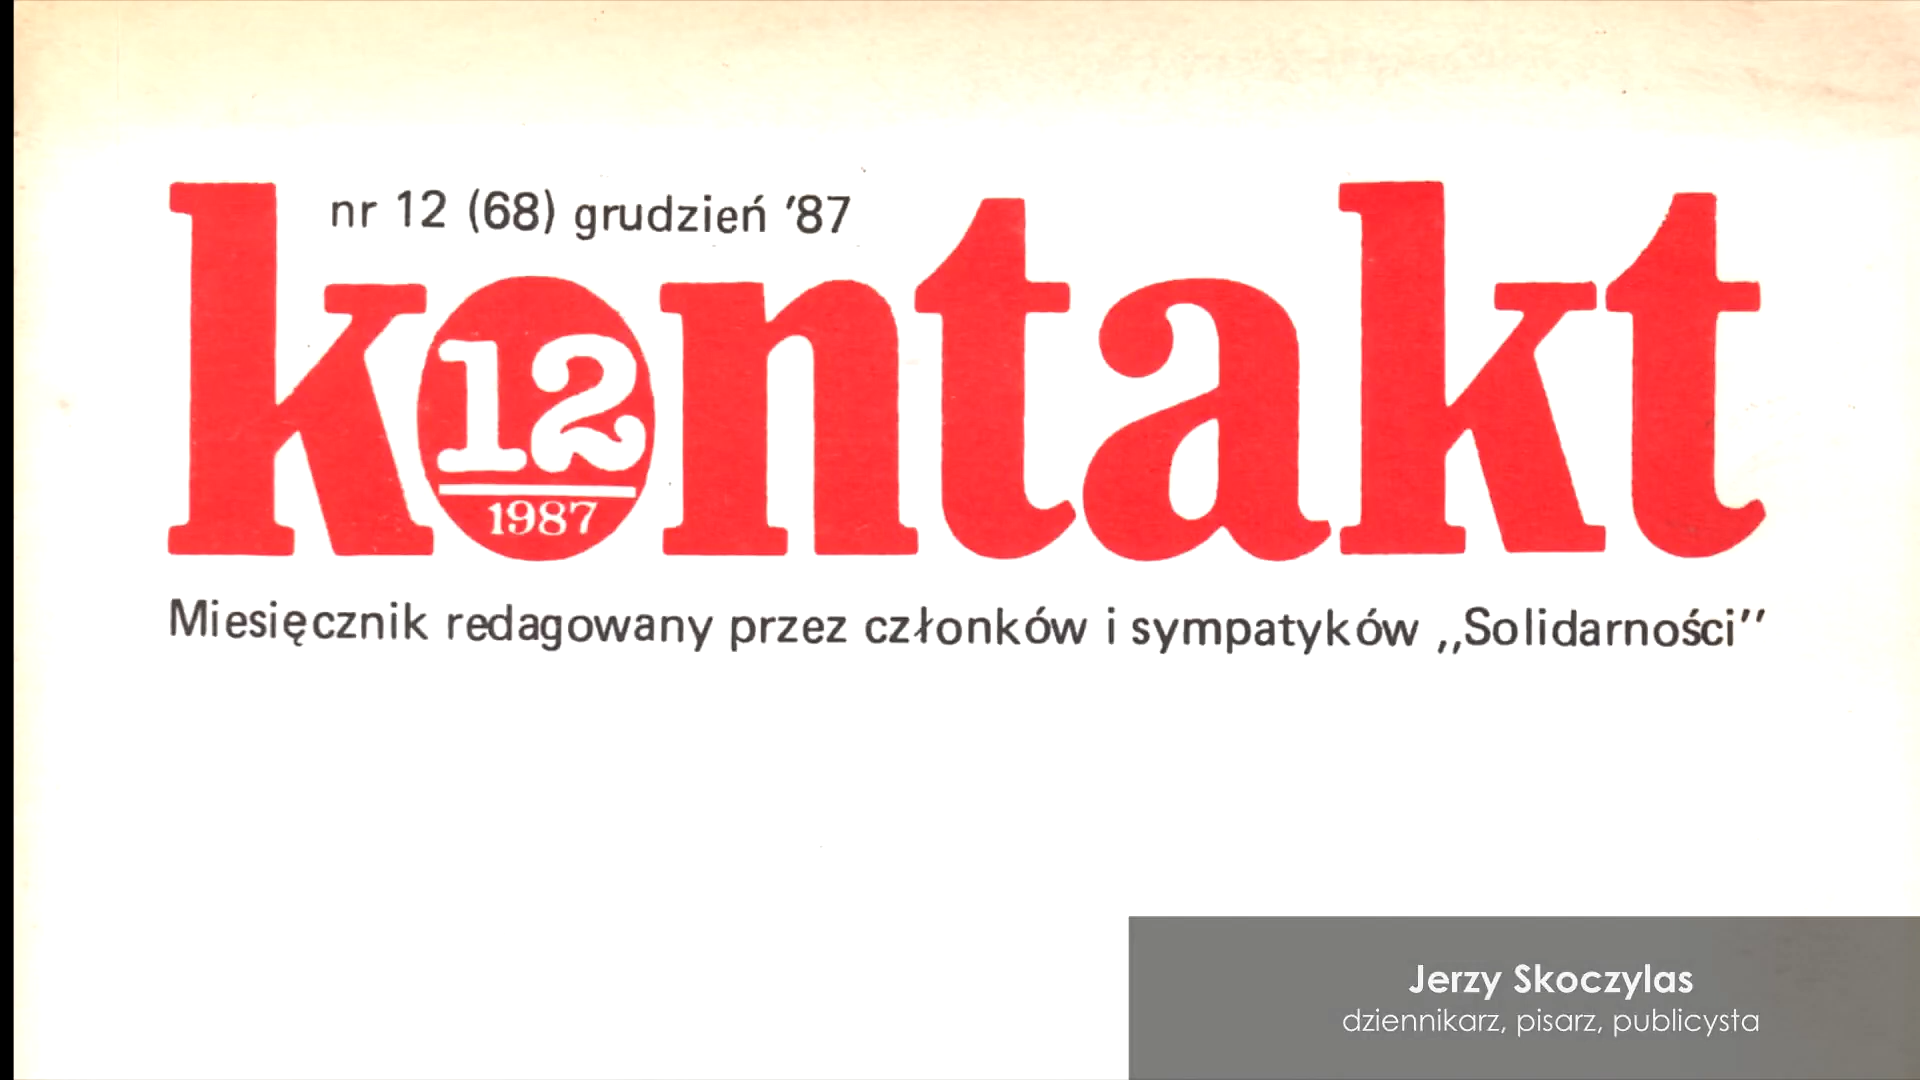 nr 12 (68) grudzień '87
kontakt
12
1987
Miesięcznik redagowany przez członków i sympatyków ,,Solidarności''
Jerzy Skoczylas
dziennikarz, pisarz, publicysta